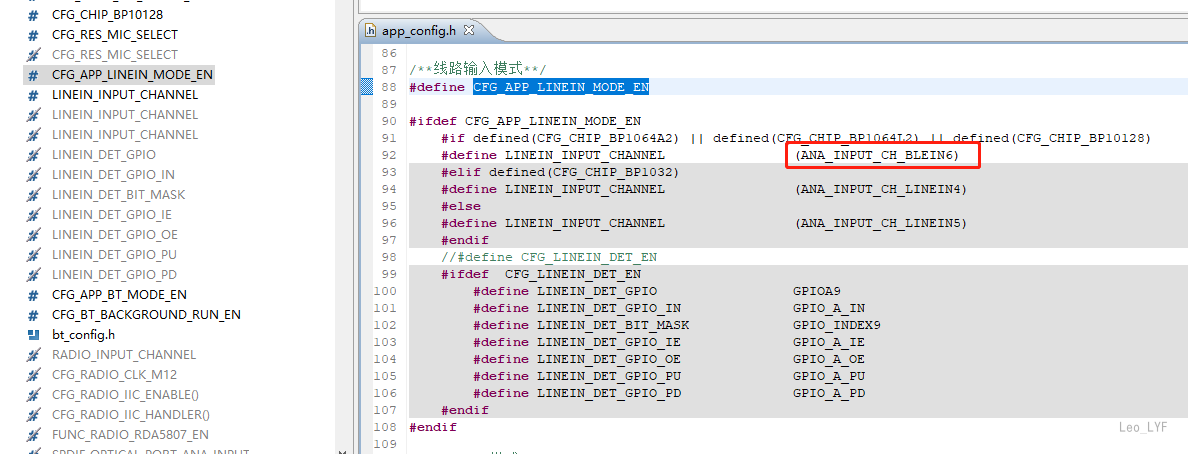 CFG_CHIP_BP10128
CFG_RES_MIC_SELECT
CFG_RES_MIC_SELECT
CFG_APP_LINEIN_MODE_EN
LINEIN_INPUT_CHANNEL
LINEIN_INPUT_CHANNEL
LINEIN_INPUT_CHANNEL
LINEIN_DET_GPIO
LINEIN_DET_GPIO_IN
LINEIN_DET_BIT_MASK
LINEIN_DET_GPIO_IE
LINEIN_DET_GPIO_OE
LINEIN_DET_GPIO_PU
LINEIN_DET_GPIO_PD
CFG_APP_BT_MODE_EN
CFG_BT_BACKGROUND_RUN_EN
bt_config.h
RADIO_INPUT_CHANNEL
CFG_RADIO_CLK_M12
CFG_RADIO_IIC_ENABLE()
CFG_RADIO_IIC_HANDLER()
FUNC_RADIO_RDA5807_EN
SPDIF_OPTICAL_PORT_ANA_INPUT
app_config.h
86
87 /**线路输入模式**/
88 #define CFG_APP_LINEIN_MODE_EN
89
90 #ifdef CFG_APP_LINEIN_MODE_EN
91 #if defined(CFG_CHIP_BP1064A2) || defined(CFG_CHIP_BP1064L2) || defined(CFG_CHIP_BP10128)
92 #define LINEIN_INPUT_CHANNEL (ANA_INPUT_CH_BLEIN6)
93 #elif defined(CFG_CHIP_BP1032)
94 #define LINEIN_INPUT_CHANNEL (ANA_INPUT_CH_LINEIN4)
95 #else
96 #define LINEIN_INPUT_CHANNEL (ANA_INPUT_CH_LINEIN5)
97 #endif
98 //#define CFG_LINEIN_DET_EN
99 #ifdef CFG_LINEIN_DET_EN
100 #define LINEIN_DET_GPIO GPIOA9
101 #define LINEIN_DET_GPIO_IN GPIO_A_IN
102 #define LINEIN_DET_BIT_MASK GPIO_INDEX9
103 #define LINEIN_DET_GPIO_IE GPIO_A_IE
104 #define LINEIN_DET_GPIO_OE GPIO_A_OE
105 #define LINEIN_DET_GPIO_PU GPIO_A_PU
106 #define LINEIN_DET_GPIO_PD GPIO_A_PD
107 #endif
108 #endif
109
Leo_LYF